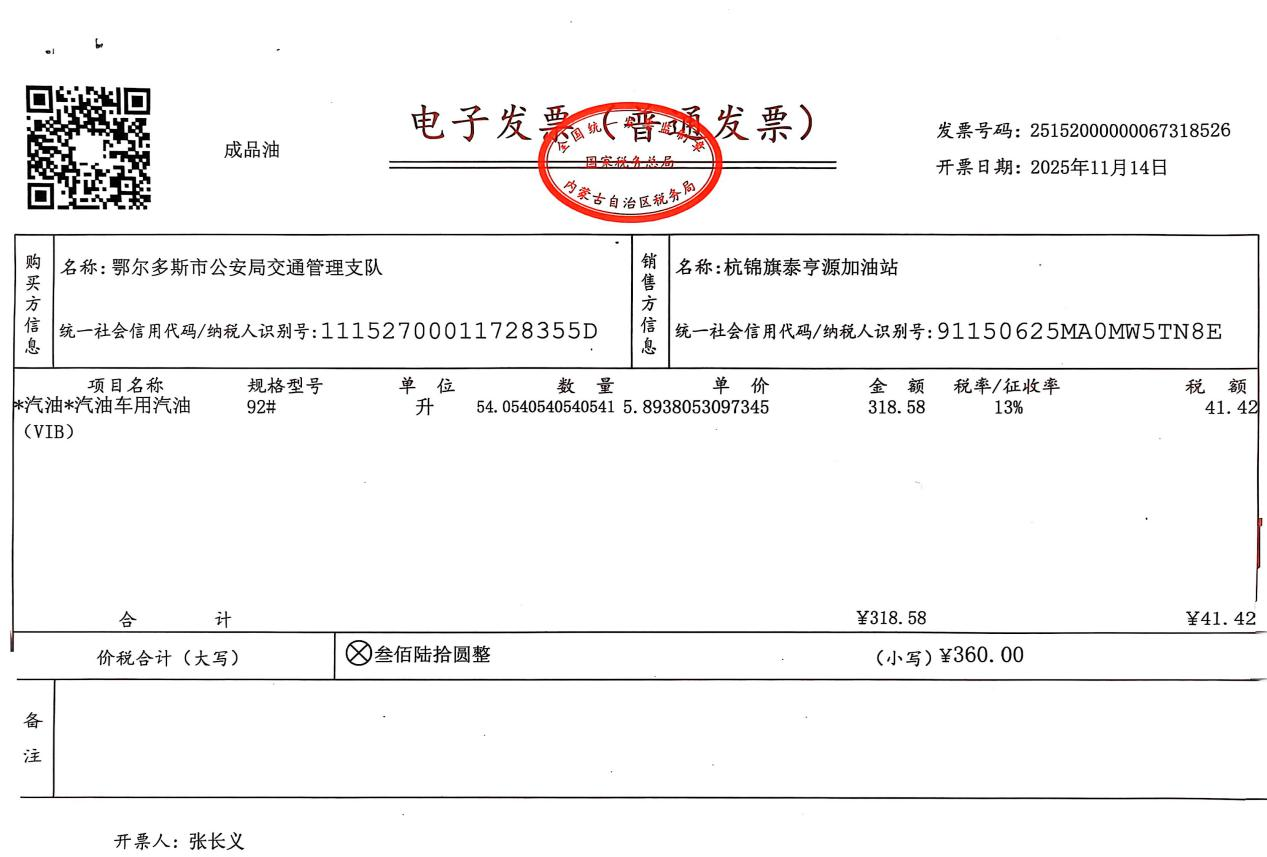 成品油
电子发票（普通发票）
全国统一发票监制章
国家税务总局
内蒙古自治区税务局
发票号码：25152000000067318526
开票日期：2025年11月14日
购买方信息
名称：鄂尔多斯市公安局交通管理支队
统一社会信用代码/纳税人识别号：11152700011728355D
销售方信息
名称：杭锦旗泰亨源加油站
统一社会信用代码/纳税人识别号：91150625MA0MW5TN8E
项目名称 规格型号 单 位 数 量 单 价 金 额 税率/征收率 税 额
*汽油*汽油车用汽油 92# 升 54.0540540540541 5.8938053097345 318.58 13% 41.42
（VIB）
合 计 ¥318.58 ¥41.42
价税合计（大写） ⊗叁佰陆拾圆整 （小写）¥360.00
备注
开票人：张长义